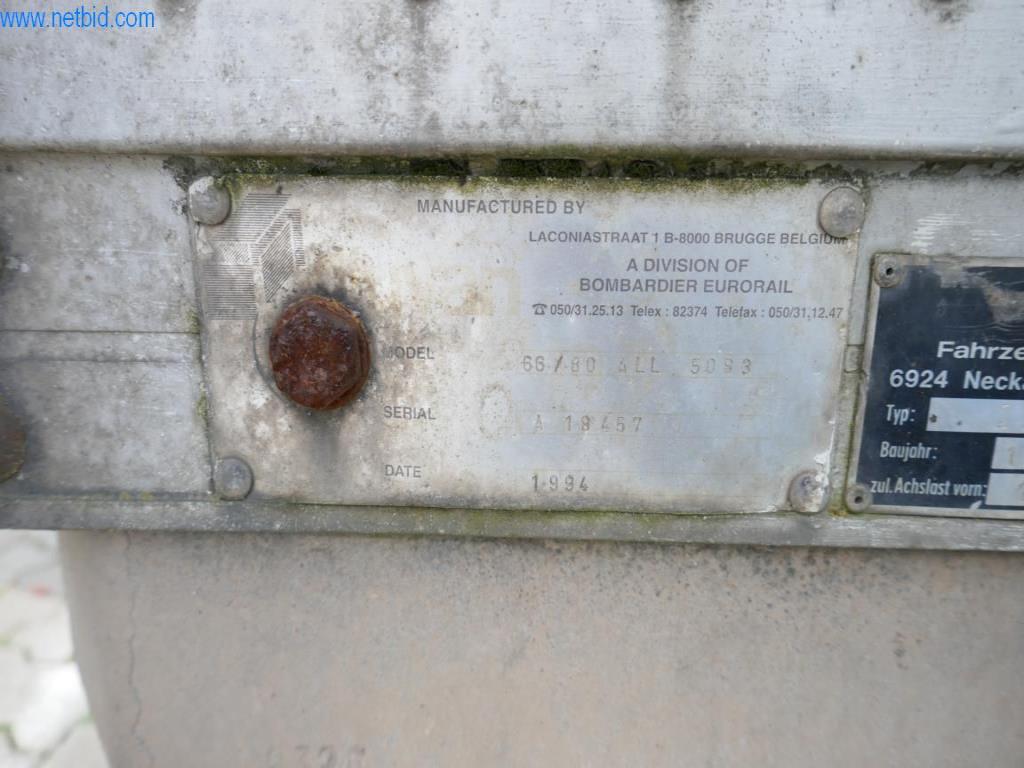 www.netbid.com
MANUFACTURED BY
LACONIASTRAAT 1 B-8000 BRUGGE BELGIUM
A DIVISION OF
BOMBARDIER EURORAIL
☎ 050/31.25.13 Telex : 82374 Telefax : 050/31.12.47
MODEL 66/80 ALL 5093
SERIAL A 18457
DATE 1994
Fahrze
6924 Necke
Typ:
Baujahr: 1
zul. Achslast vorn: